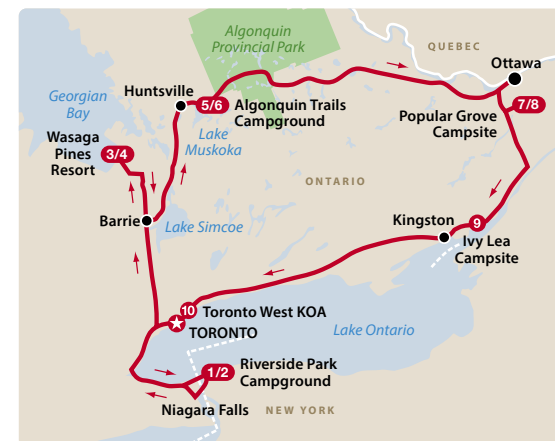 Algonquin
Provincial Park
QUEBEC
Ottawa
Huntsville
5/6
Algonquin Trails
Campground
7/8
Popular Grove
Campsite
Georgian
Bay
Wasaga
Pines
Resort
3/4
Lake
Muskoka
ONTARIO
Barrie
Lake Simcoe
Kingston
9
Ivy Lea
Campsite
10
Toronto West KOA
TORONTO
Lake Ontario
1/2
Riverside Park
Campground
Niagara Falls
NEW YORK